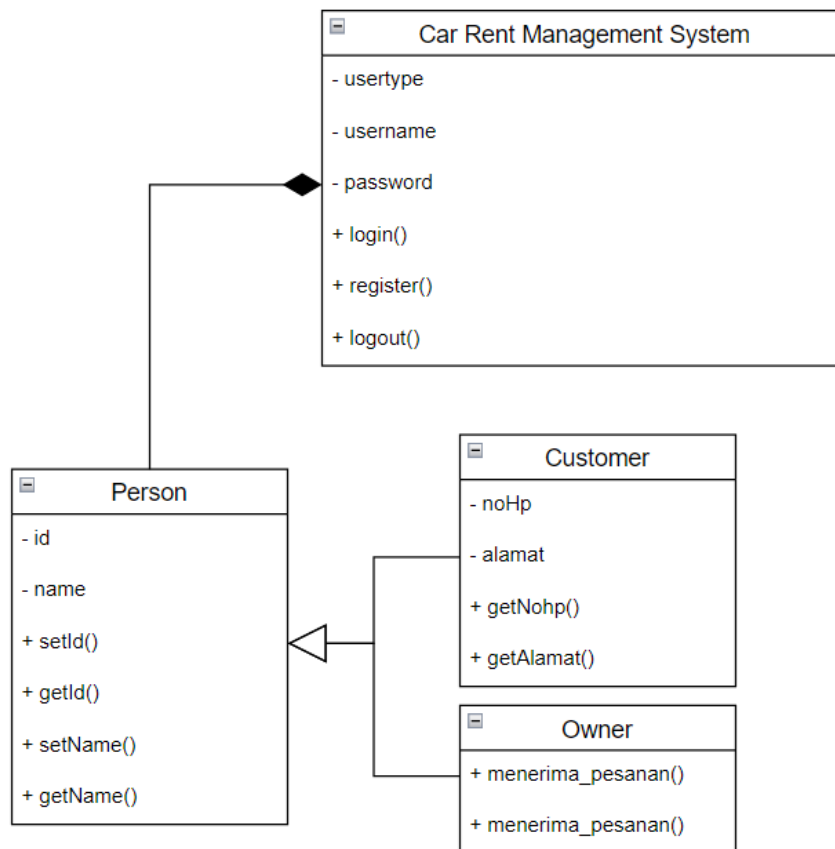 Car Rent Management System
- usertype
- username
- password
+ login()
+ register()
+ logout()
Person
- id
- name
+ setId()
+ getId()
+ setName()
+ getName()
Customer
- noHp
- alamat
+ getNohp()
+ getAlamat()
Owner
+ menerima_pesanan()
+ menerima_pesanan()